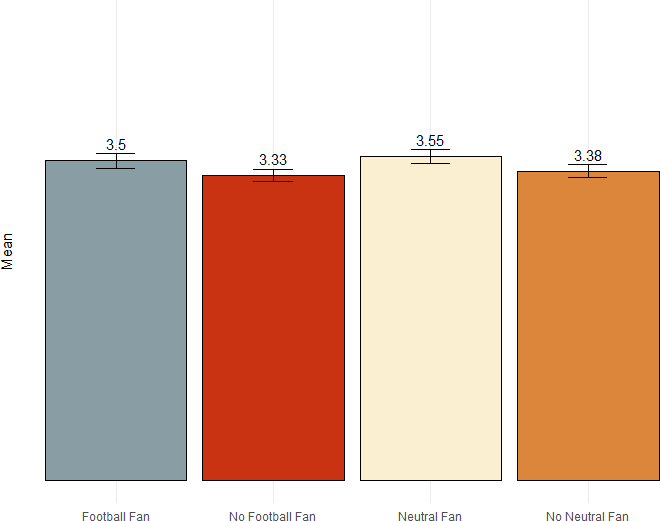 3.5
3.33
3.55
3.38
Mean
Football Fan
No Football Fan
Neutral Fan
No Neutral Fan